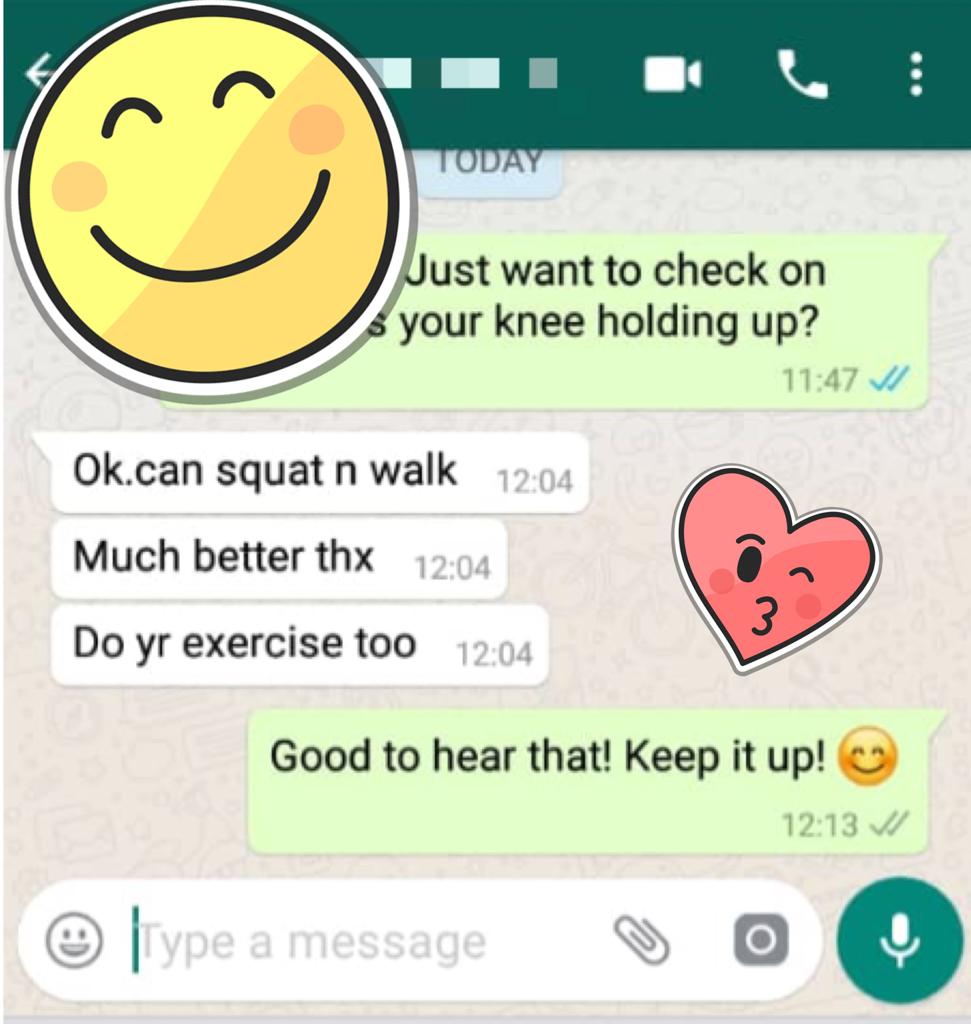 TODAY
Just want to check on
your knee holding up?
11:47
Ok.can squat n walk 12:04
Much better thx 12:04
Do yr exercise too 12:04
Good to hear that! Keep it up! 😊
12:13
Type a message